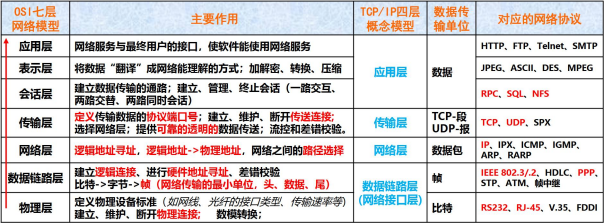 OSI七层
网络模型
主要作用
TCP/IP四层
概念模型
数据传
输单位
对应的网络协议
应用层
网络服务与最终用户的接口，使软件能使用网络服务
应用层
数据
HTTP、FTP、Telnet、SMTP
表示层
将数据“翻译”成网络能理解的方式；加解密、转换、压缩
JPEG、ASCII、DES、MPEG
会话层
建立数据传输的通路；建立、管理、终止会话（一路交互、
两路交替、两路同时会话）
RPC、SQL、NFS
传输层
定义传输数据的协议端口号；建立、维护、断开传送连接；
选择网络层；提供可靠的透明的数据传送；流控和差错校验。
传输层
TCP-段
UDP-报
TCP、UDP、SPX
网络层
逻辑地址寻址，逻辑地址->物理地址，网络之间的路径选择
网络层
数据包
IP、IPX、ICMP、IGMP、
ARP、RARP
数据链路层
建立逻辑连接、进行硬件地址寻址、差错校验
比特->字节->帧（网络传输的最小单位，头、数据、尾）
数据链路层
(网络接口层)
帧
IEEE 802.3/.2、HDLC、PPP、
STP、ATM、帧中继
物理层
定义物理设备标准（如网线、光纤的接口类型、传输速率等）
建立、维护、断开物理连接； 数模转换；
比特
RS232、RJ-45、V.35、FDDI